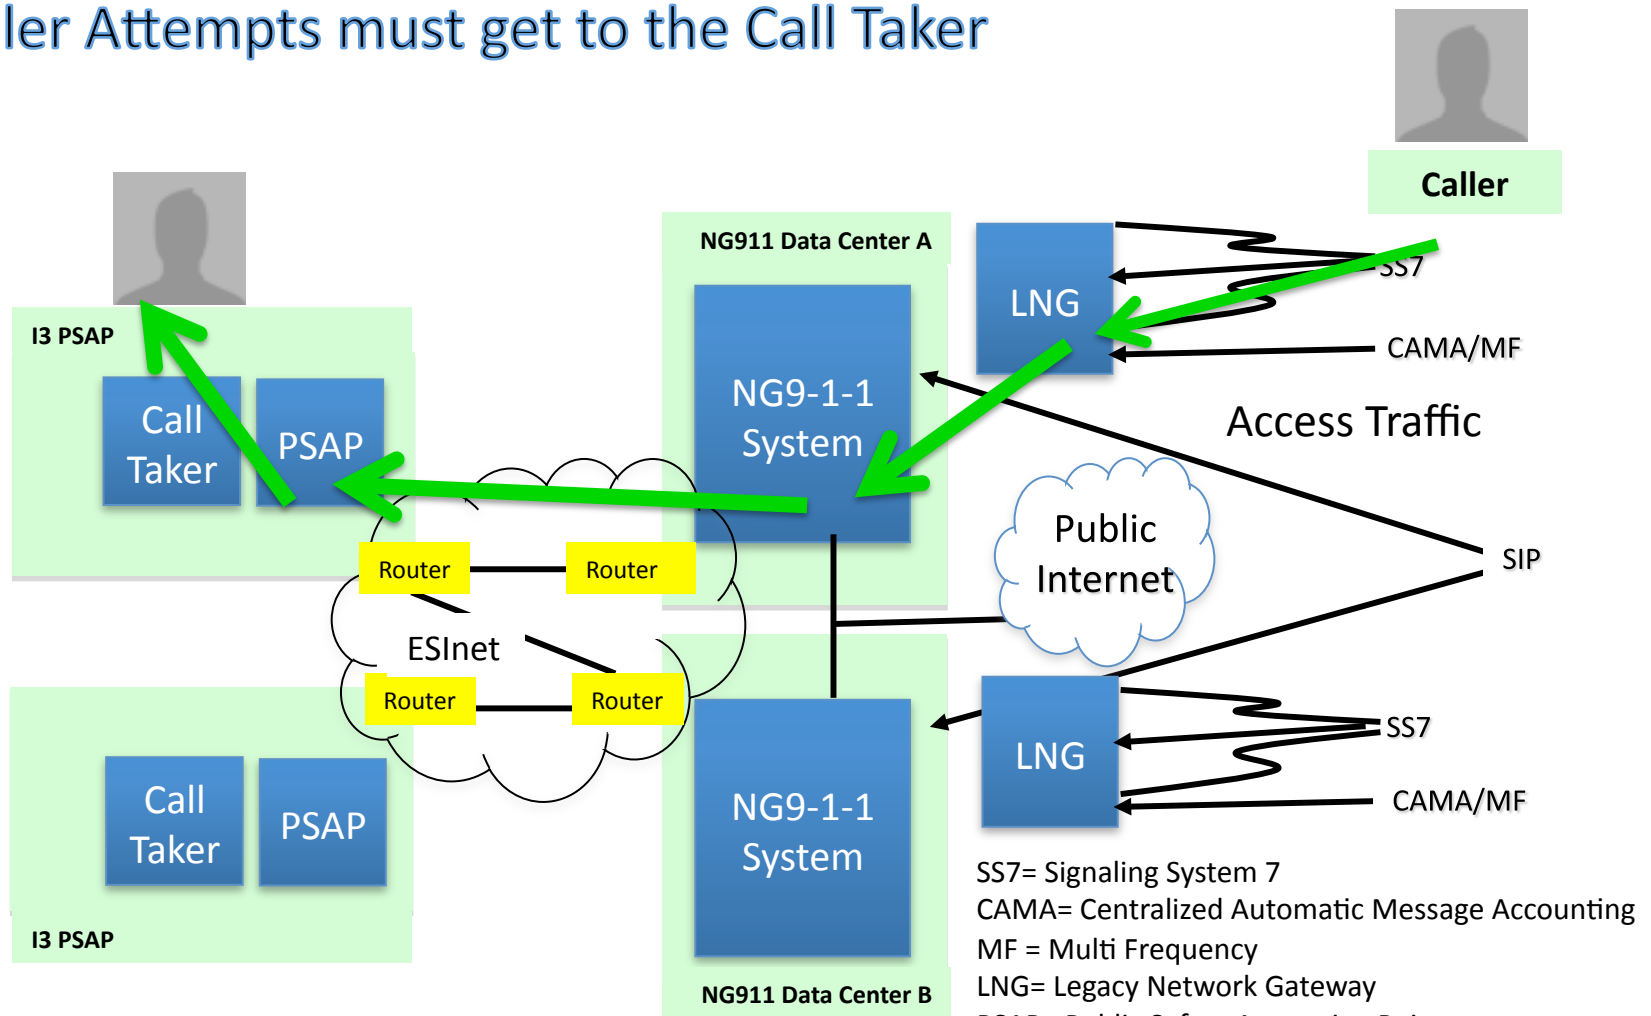 ler Attempts must get to the Call Taker
Caller
NG911 Data Center A
LNG
SS7
I3 PSAP
CAMA/MF
NG9-1-1
System
Call
Taker
PSAP
Access Traffic
Public
Internet
SIP
Router
Router
ESInet
Router
Router
LNG
SS7
Call
Taker
PSAP
NG9-1-1
System
CAMA/MF
I3 PSAP
NG911 Data Center B
SS7= Signaling System 7
CAMA= Centralized Automatic Message Accounting
MF = Multi Frequency
LNG= Legacy Network Gateway